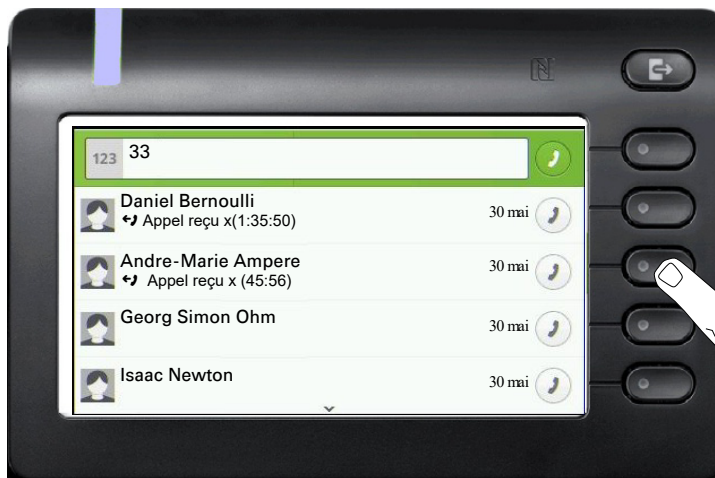 123 33
Daniel Bernoulli
Appel reçu x(1:35:50) 30 mai
Andre-Marie Ampere
Appel reçu x (45:56) 30 mai
Georg Simon Ohm 30 mai
Isaac Newton 30 mai